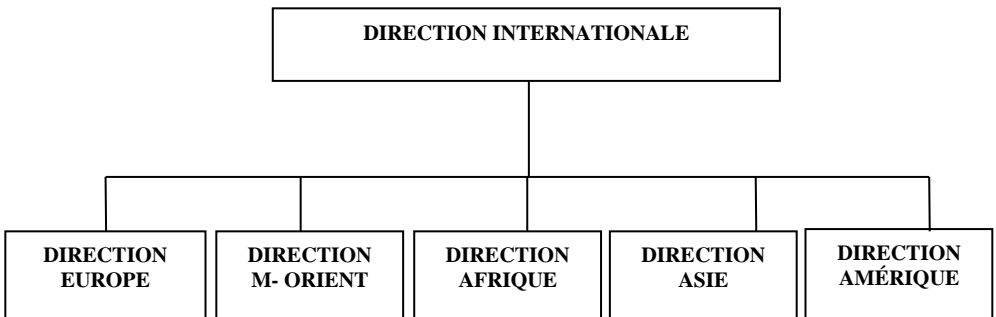 DIRECTION INTERNATIONALE
DIRECTION
EUROPE
DIRECTION
M- ORIENT
DIRECTION
AFRIQUE
DIRECTION
ASIE
DIRECTION
AMÉRIQUE